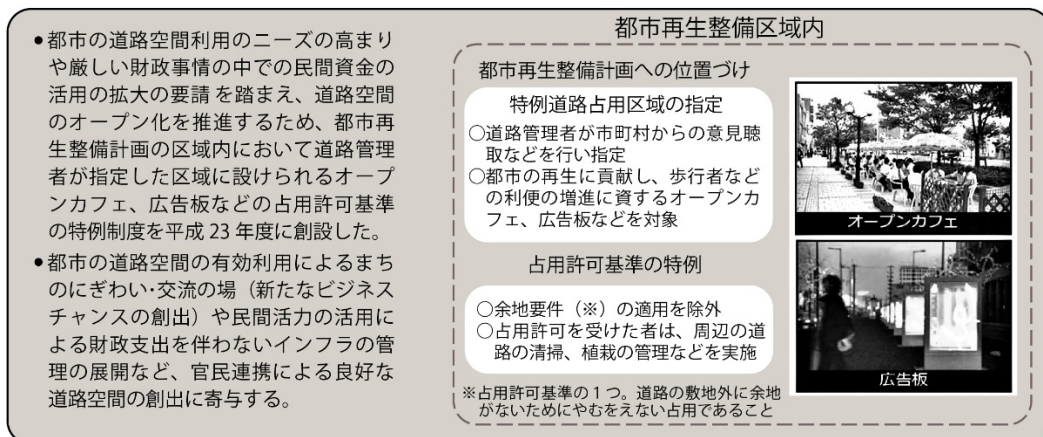 ●都市の道路空間利用のニーズの高まり
や厳しい財政事情の中での民間資金の
活用の拡大の要請を踏まえ、道路空間
のオープン化を推進するため、都市再
生整備計画の区域内において道路管理
者が指定した区域に設けられるオープ
ンカフェ、広告板などの占用許可基準
の特例制度を平成23年度に創設した。
●都市の道路空間の有効利用によるまち
のにぎわい・交流の場（新たなビジネス
チャンスの創出）や民間活力の活用に
よる財政支出を伴わないインフラの管
理の展開など、官民連携による良好な
道路空間の創出に寄与する。
都市再生整備区域内
都市再生整備計画への位置づけ
特例道路占用区域の指定
○道路管理者が市町村からの意見聴
取などを行い指定
○都市の再生に貢献し、歩行者など
の利便の増進に資するオープンカ
フェ、広告板などを対象
占用許可基準の特例
○余地要件（※）の適用を除外
○占用許可を受けた者は、周辺の道
路の清掃、植栽の管理などを実施
※占用許可基準の1つ。道路の敷地外に余地
がないためにやむをえない占用であること
オープンカフェ
広告板